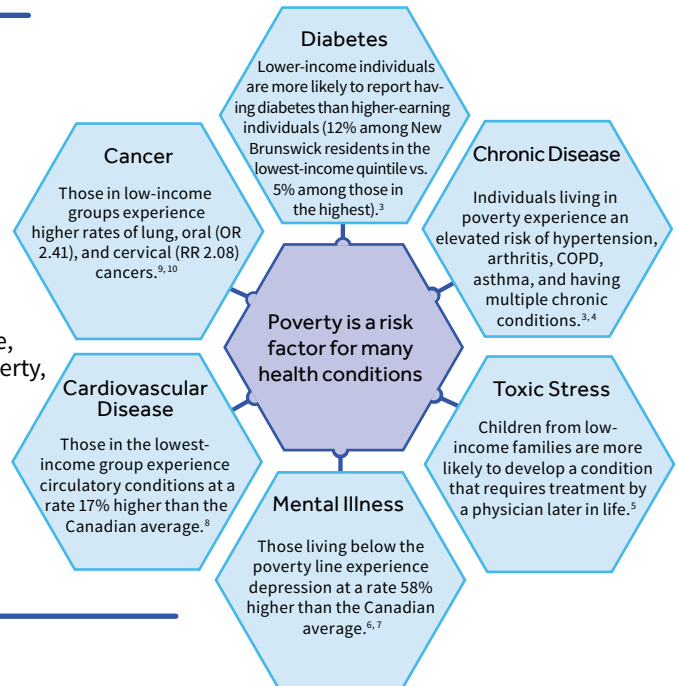 Diabetes
Lower-income individuals
are more likely to report hav-
ing diabetes than higher-earning
individuals (12% among New
Brunswick residents in the
lowest-income quintile vs.
5% among those in
the highest).³
Cancer
Those in low-income
groups experience
higher rates of lung, oral (OR
2.41), and cervical (RR 2.08)
cancers.⁹,¹⁰
Chronic Disease
Individuals living in
poverty experience an
elevated risk of hypertension,
arthritis, COPD,
asthma, and having
multiple chronic
conditions.³,⁴
Poverty is a risk
factor for many
health conditions
e,
erty,
Cardiovascular
Disease
Those in the lowest-
income group experience
circulatory conditions at a
rate 17% higher than the
Canadian average.⁸
Toxic Stress
Children from low-
income families are more
likely to develop a condition
that requires treatment by
a physician later in life.⁵
Mental Illness
Those living below the
poverty line experience
depression at a rate 58%
higher than the Canadian
average.⁶,⁷